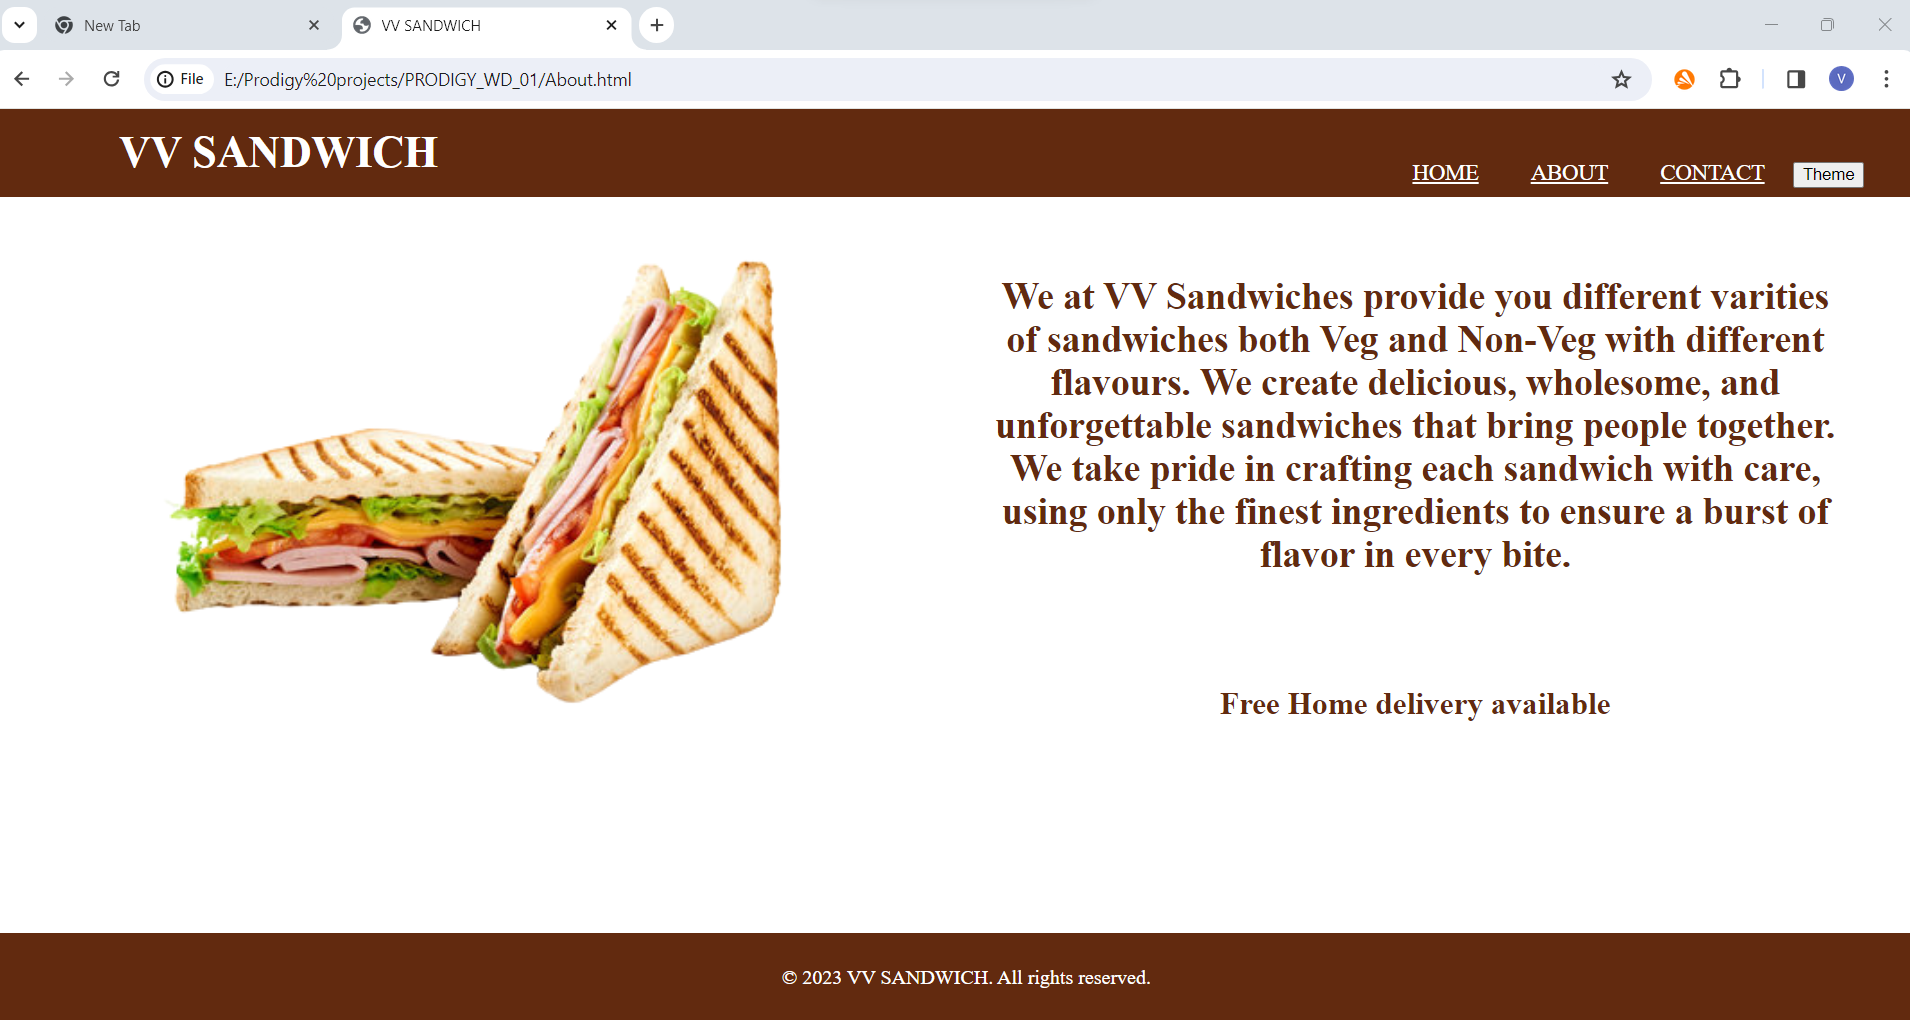 New Tab
VV SANDWICH
File
E:/Prodigy%20projects/PRODIGY_WD_01/About.html
V
VV SANDWICH
HOME
ABOUT
CONTACT
Theme
We at VV Sandwiches provide you different varities
of sandwiches both Veg and Non-Veg with different
flavours. We create delicious, wholesome, and
unforgettable sandwiches that bring people together.
We take pride in crafting each sandwich with care,
using only the finest ingredients to ensure a burst of
flavor in every bite.
Free Home delivery available
© 2023 VV SANDWICH. All rights reserved.